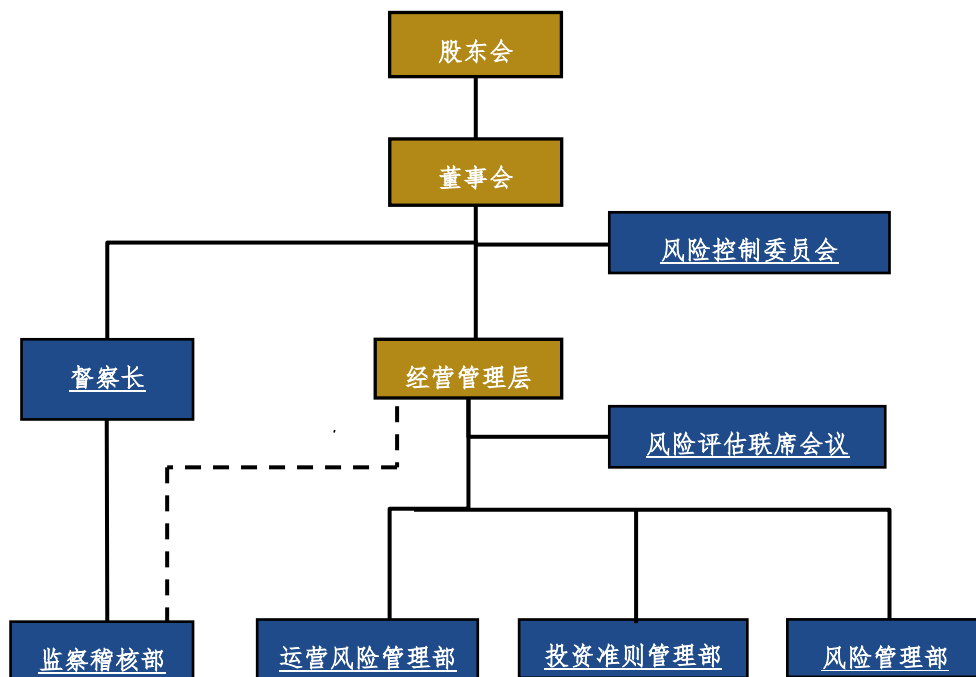 股东会
董事会
风险控制委员会
督察长
经营管理层
风险评估联席会议
监察稽核部
运营风险管理部
投资准则管理部
风险管理部